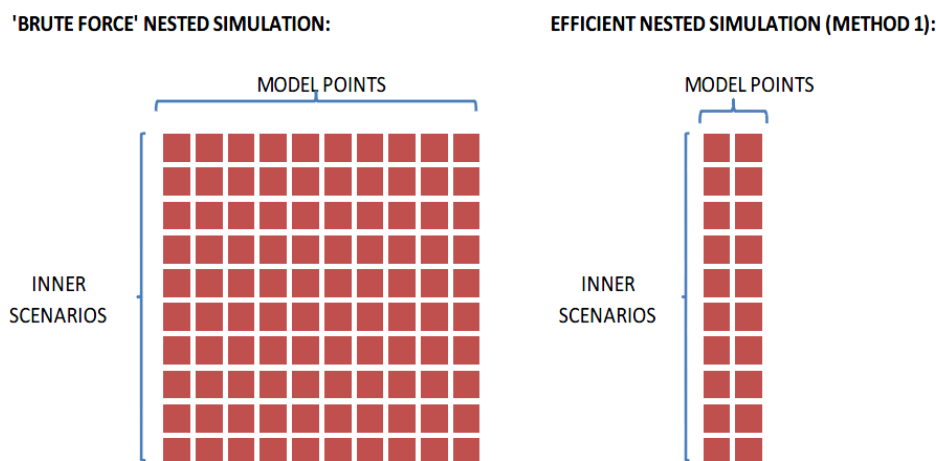 'BRUTE FORCE' NESTED SIMULATION:
EFFICIENT NESTED SIMULATION (METHOD 1):
MODEL POINTS
MODEL POINTS
INNER
SCENARIOS
INNER
SCENARIOS